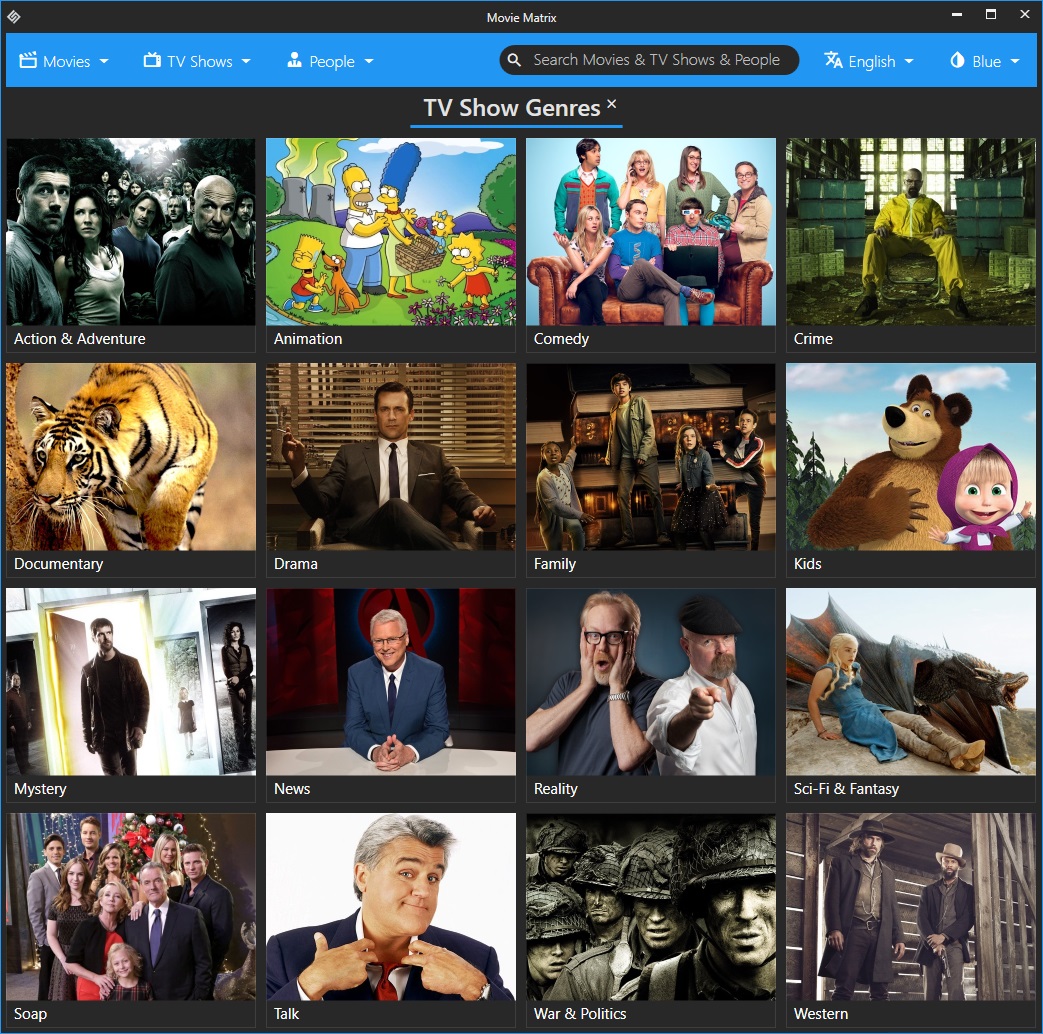 Movie Matrix
Movies TV Shows People Search Movies & TV Shows & People English Blue
TV Show Genres
Action & Adventure Animation Comedy Crime
Documentary Drama Family Kids
Mystery News Reality Sci-Fi & Fantasy
Soap Talk War & Politics Western